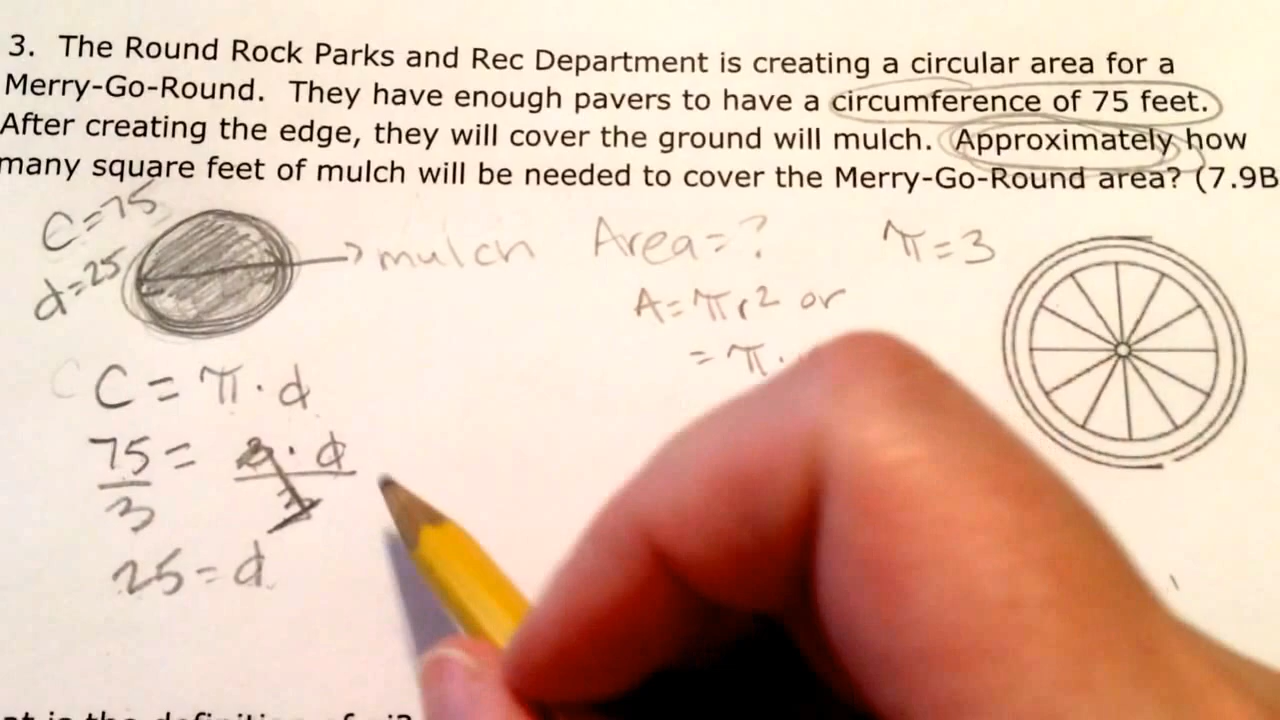 3. The Round Rock Parks and Rec Department is creating a circular area for a
Merry-Go-Round. They have enough pavers to have a circumference of 75 feet.
After creating the edge, they will cover the ground will mulch. Approximately how
many square feet of mulch will be needed to cover the Merry-Go-Round area? (7.9B
C=75
d=25
mulch
Area=?
π=3
A=πr² or
=π·
C=π·d
75 = 3·d
3 3
25=d